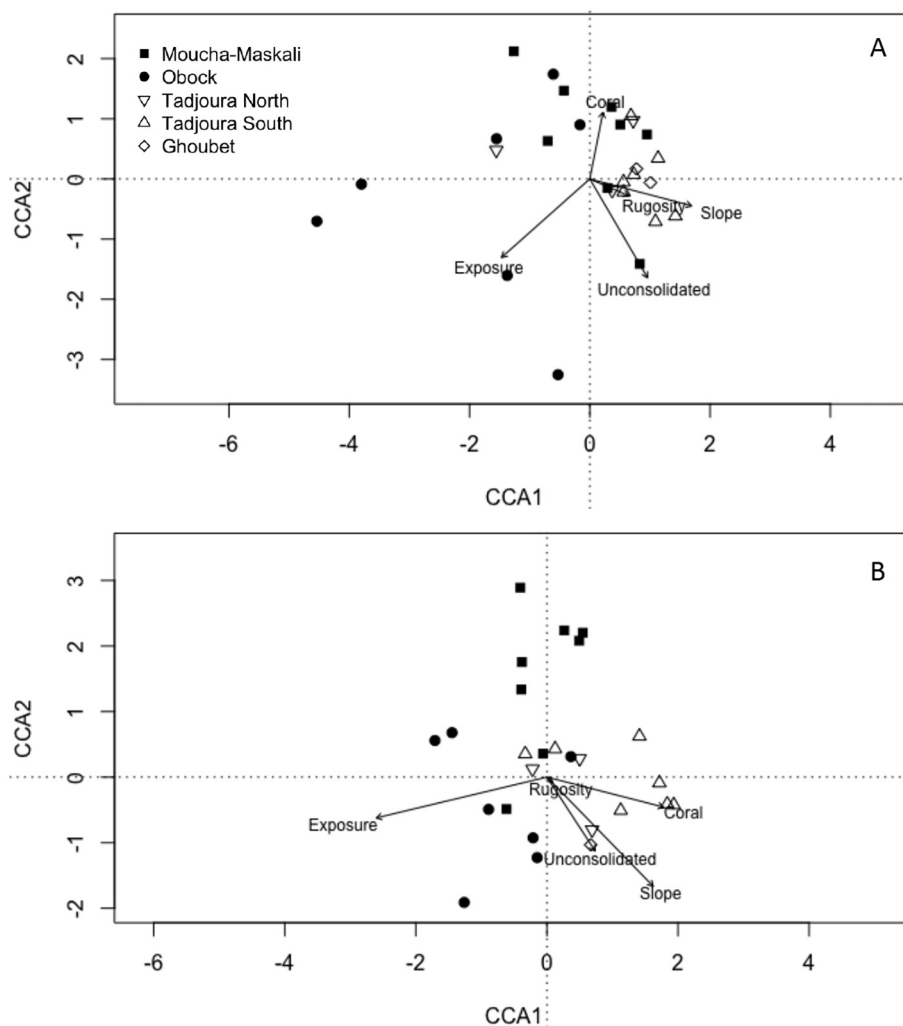 A
Moucha-Maskali
Obock
Tadjoura North
Tadjoura South
Ghoubet
2
1
0
-1
-2
-3
CCA2
Coral
Rugosity
Slope
Exposure
Unconsolidated
-6 -4 -2 0 2 4
CCA1
B
3
2
1
0
-1
-2
CCA2
Rugosity
Exposure
Coral
Unconsolidated
Slope
-6 -4 -2 0 2 4
CCA1